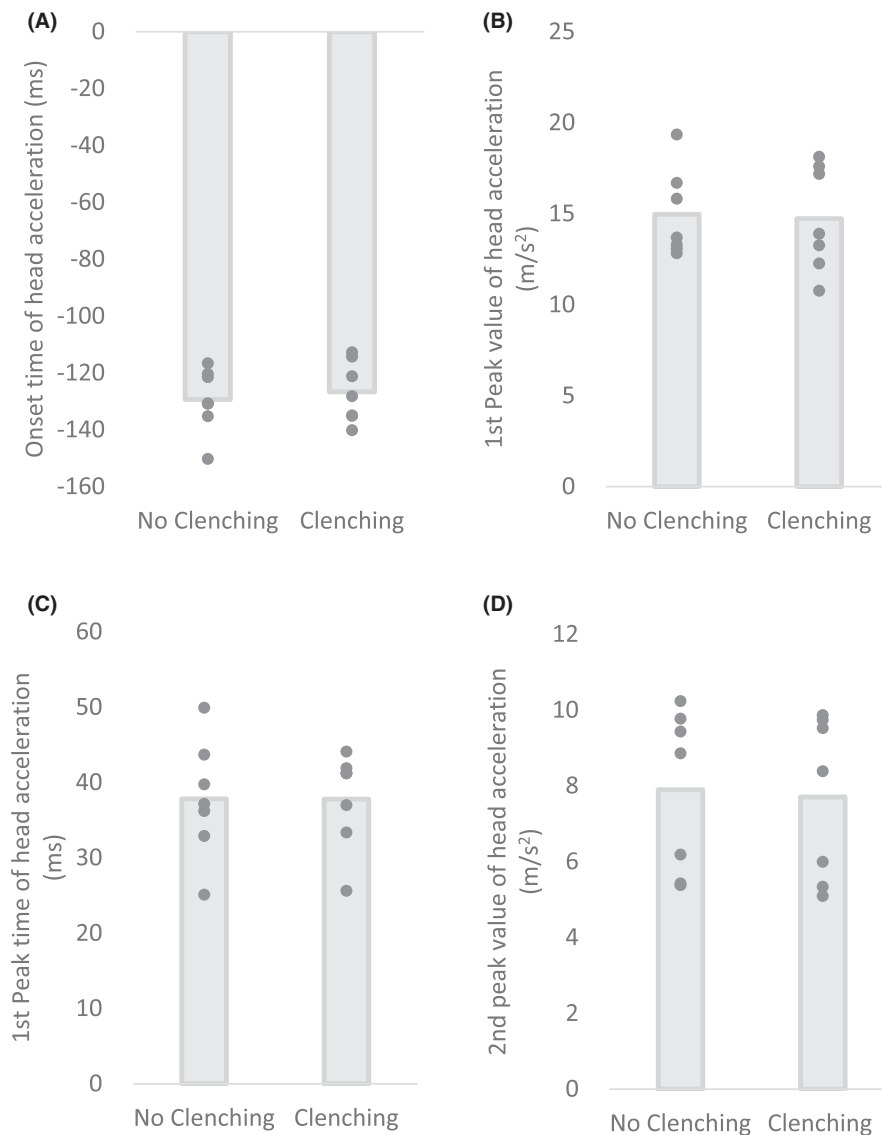 (A)
Onset time of head acceleration (ms)
0
-20
-40
-60
-80
-100
-120
-140
-160
No Clenching Clenching
(B)
1st Peak value of head acceleration
(m/s²)
25
20
15
10
5
0
No Clenching Clenching
(C)
1st Peak time of head acceleration
(ms)
60
50
40
30
20
10
0
No Clenching Clenching
(D)
2nd peak value of head acceleration
(m/s²)
12
10
8
6
4
2
0
No Clenching Clenching